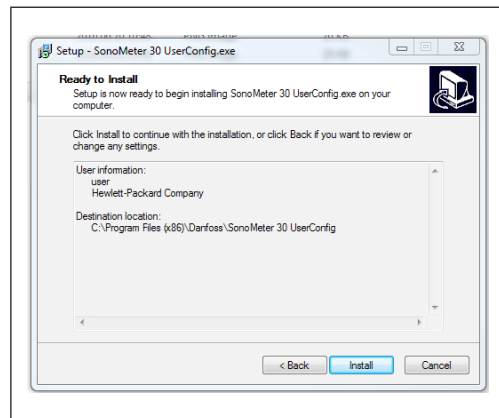 Setup - SonoMeter 30 UserConfig.exe
Ready to Install
Setup is now ready to begin installing SonoMeter 30 UserConfig.exe on your
computer.
Click Install to continue with the installation, or click Back if you want to review or
change any settings.
User information:
user
Hewlett-Packard Company
Destination location:
C:\Program Files (x86)\Danfoss\SonoMeter 30 UserConfig
< Back
Install
Cancel